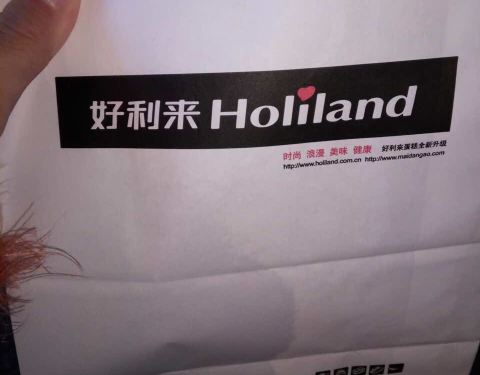 好利来 Holiland
时尚 浪漫 美味 健康 好利来蛋糕全新升级
http://www.holiland.com.cn http://www.maidangao.com